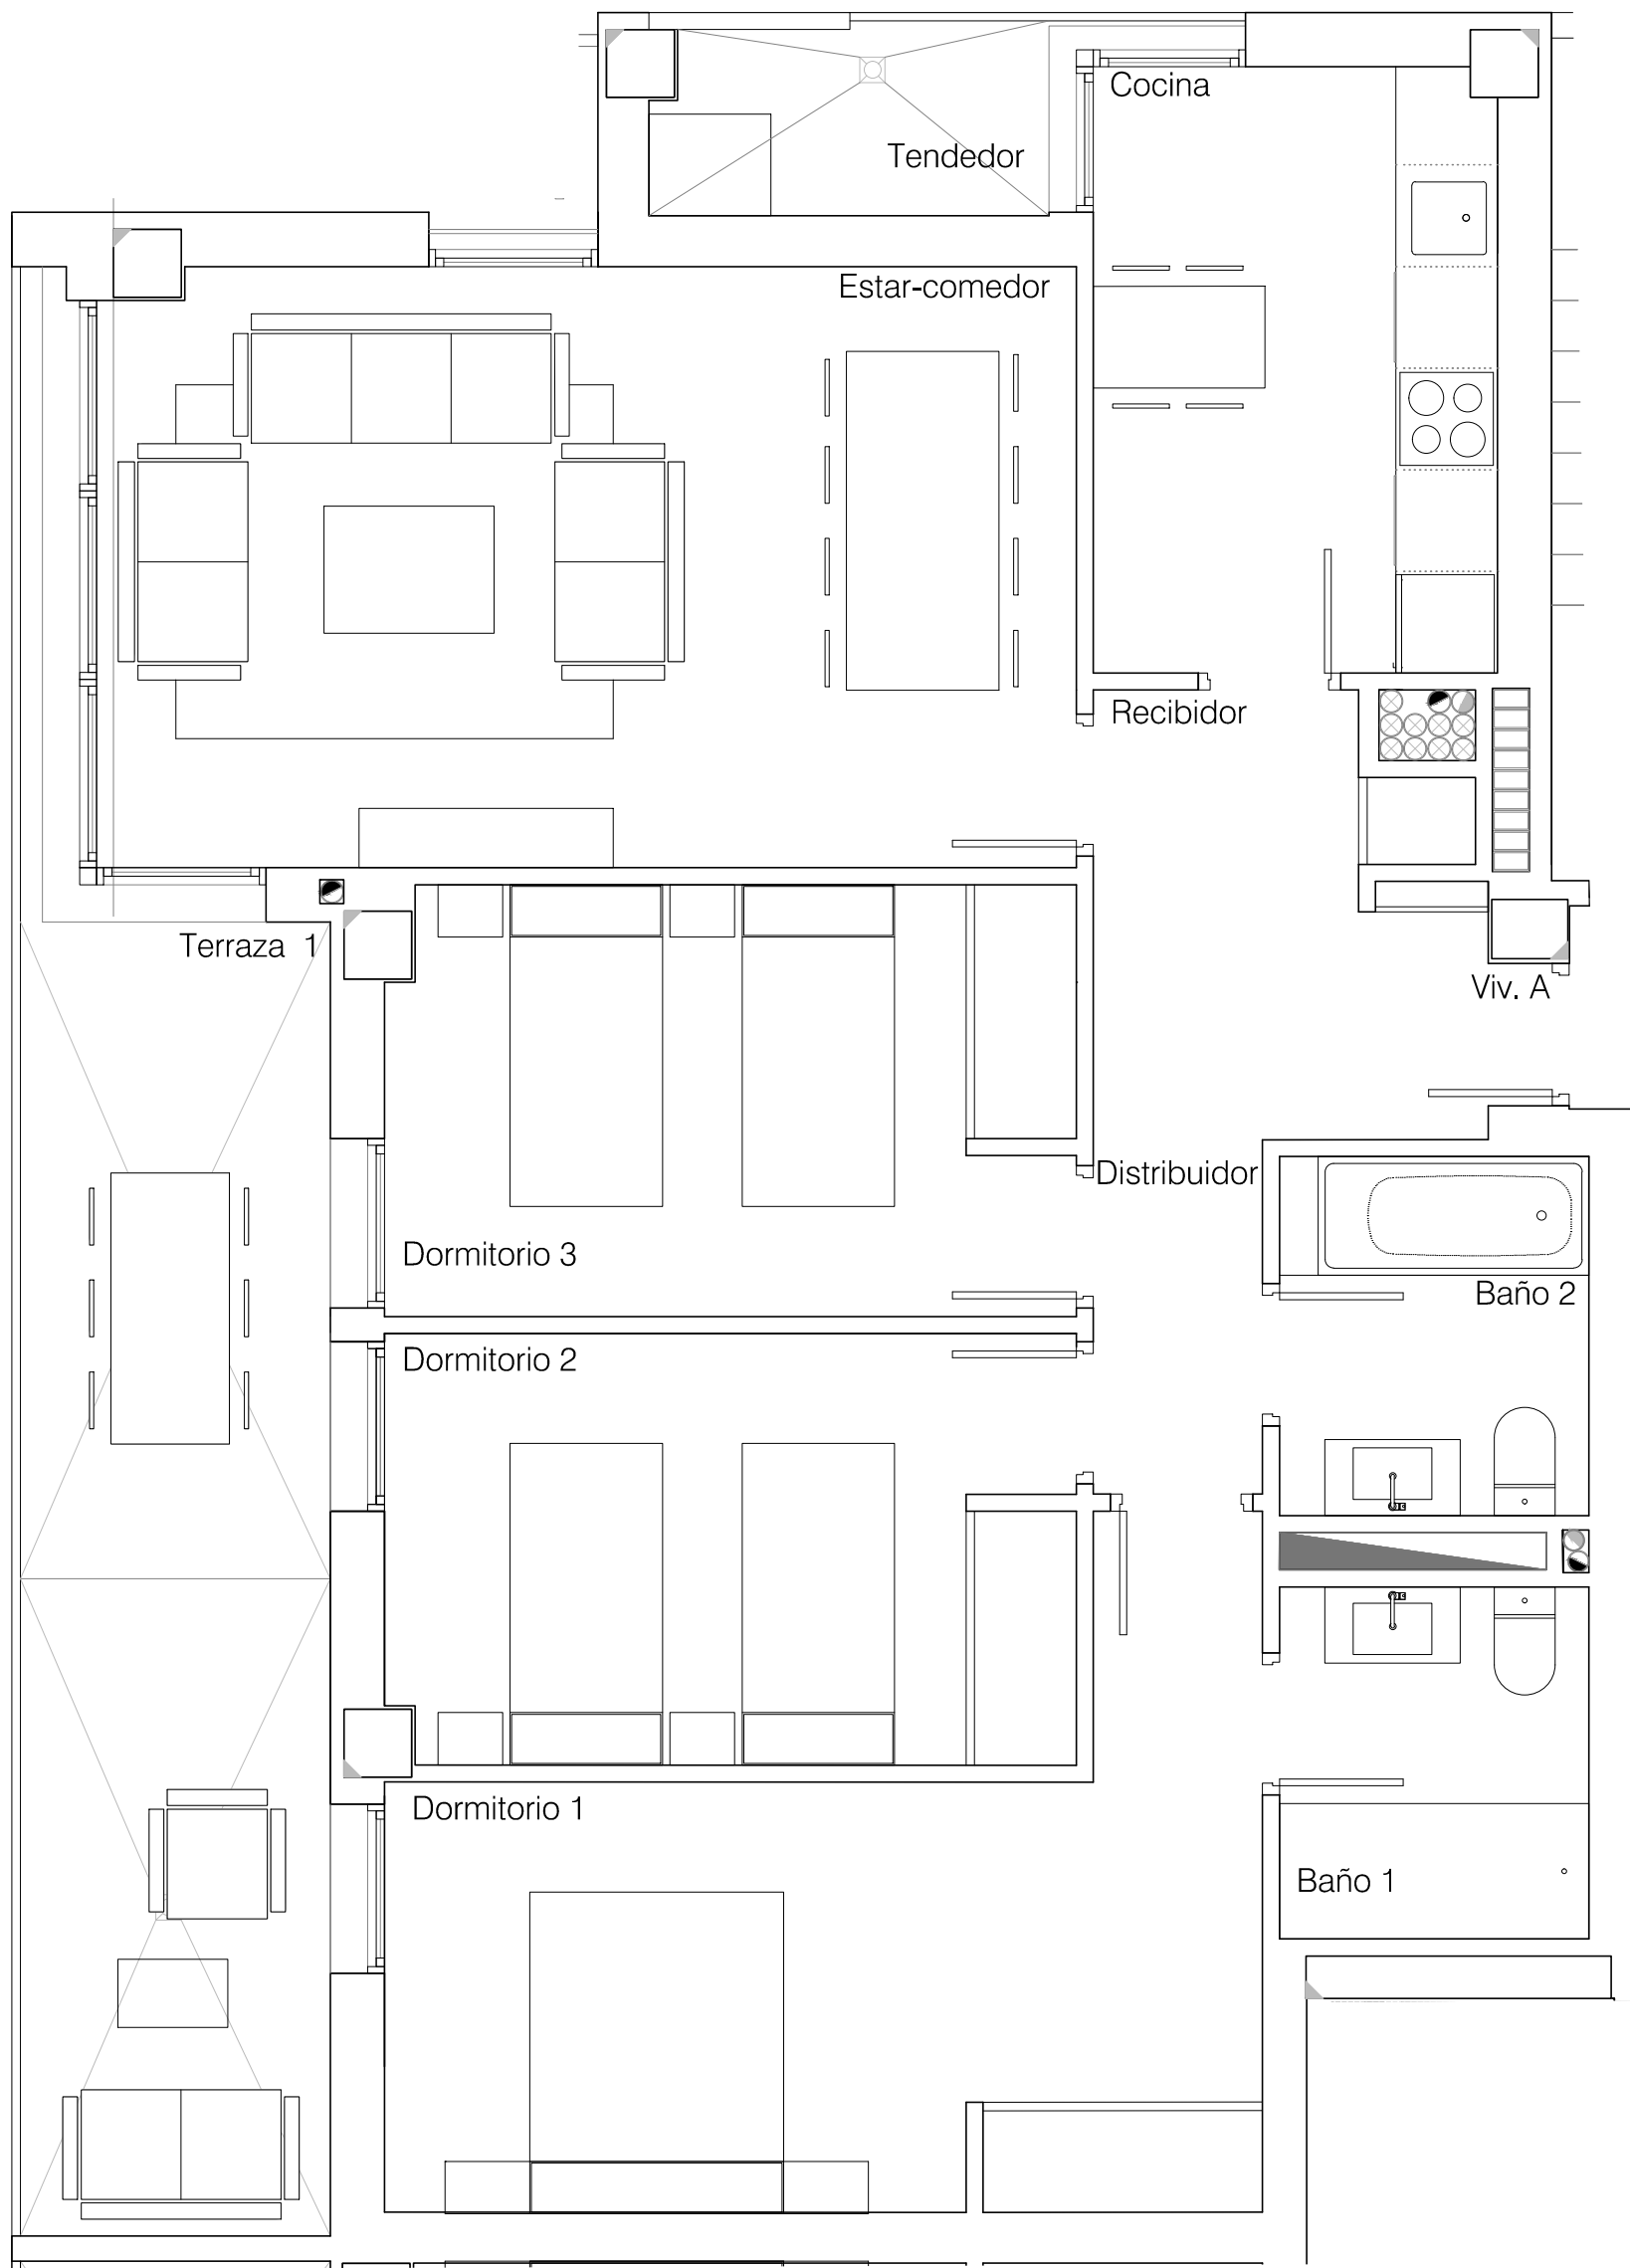 Cocina
Tendedor
Estar-comedor
Recibidor
Terraza 1
Viv. A
Distribuidor
Dormitorio 3
Baño 2
Dormitorio 2
Dormitorio 1
Baño 1